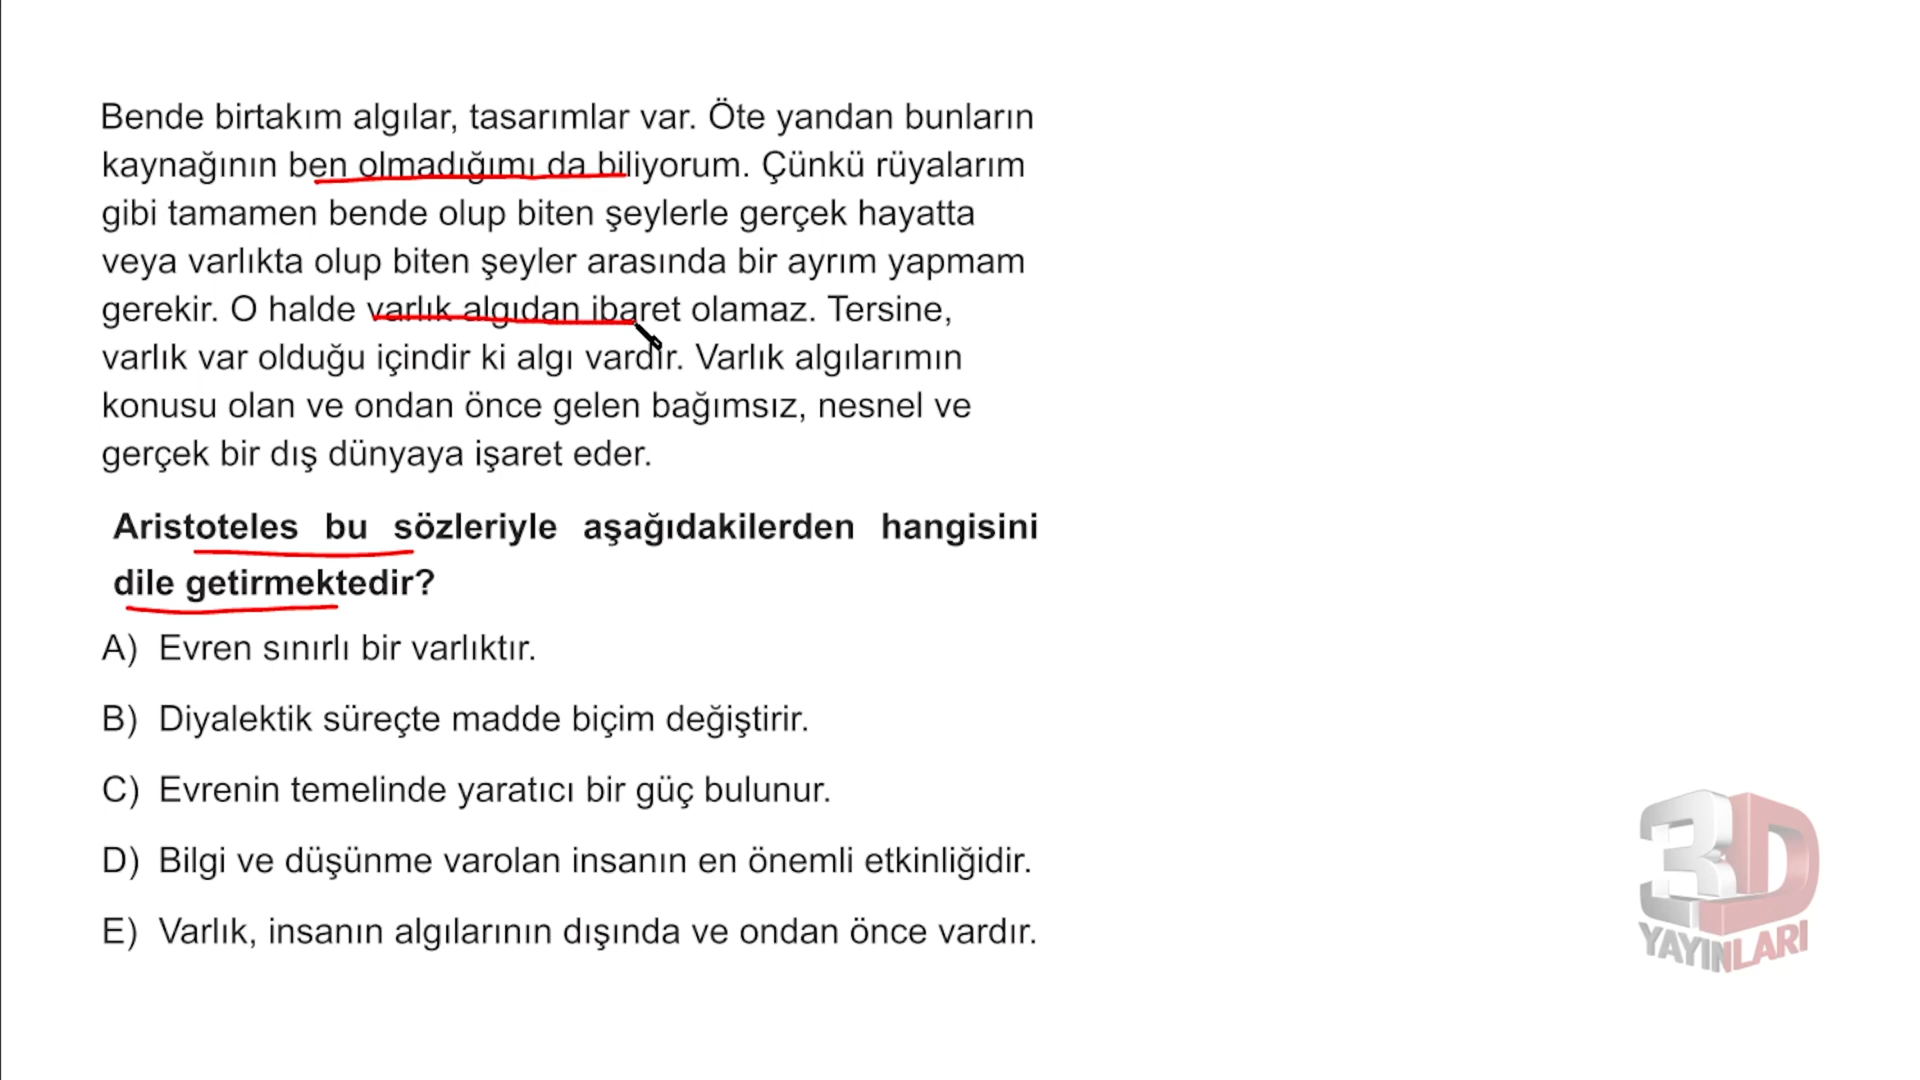 Bende birtakım algılar, tasarımlar var. Öte yandan bunların
kaynağının ben olmadığımı da biliyorum. Çünkü rüyalarım
gibi tamamen bende olup biten şeylerle gerçek hayatta
veya varlıkta olup biten şeyler arasında bir ayrım yapmam
gerekir. O halde varlık algıdan ibaret olamaz. Tersine,
varlık var olduğu içindir ki algı vardır. Varlık algılarımın
konusu olan ve ondan önce gelen bağımsız, nesnel ve
gerçek bir dış dünyaya işaret eder.
Aristoteles bu sözleriyle aşağıdakilerden hangisini
dile getirmektedir?
A) Evren sınırlı bir varlıktır.
B) Diyalektik süreçte madde biçim değiştirir.
C) Evrenin temelinde yaratıcı bir güç bulunur.
D) Bilgi ve düşünme varolan insanın en önemli etkinliğidir.
E) Varlık, insanın algılarının dışında ve ondan önce vardır.
3D
YAYINLARI